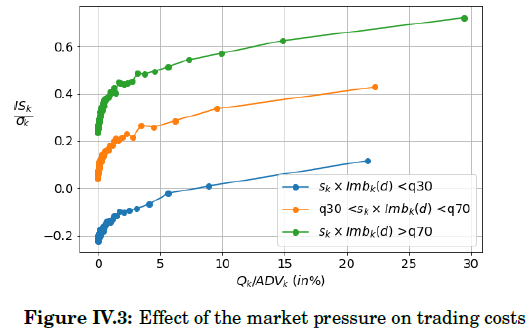 0.6
0.4
0.2
0.0
−0.2
IS_k
σ_k
0
5
10
15
20
25
30
s_k × Imb_k(d) <q30
q30 <s_k × Imb_k(d) <q70
s_k × Imb_k(d) >q70
Q_k/ADV_k (in%)
Figure IV.3: Effect of the market pressure on trading costs